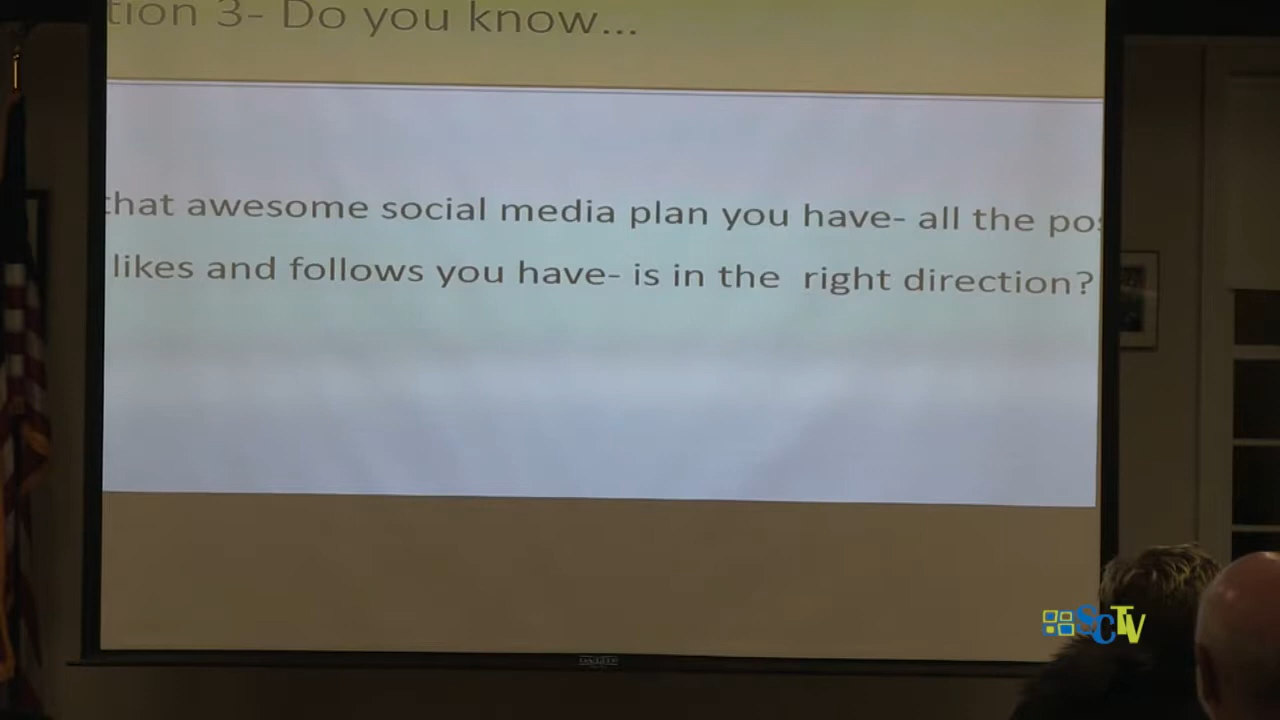 tion 3- Do you know...
that awesome social media plan you have- all the pos
likes and follows you have- is in the right direction?
SCTV